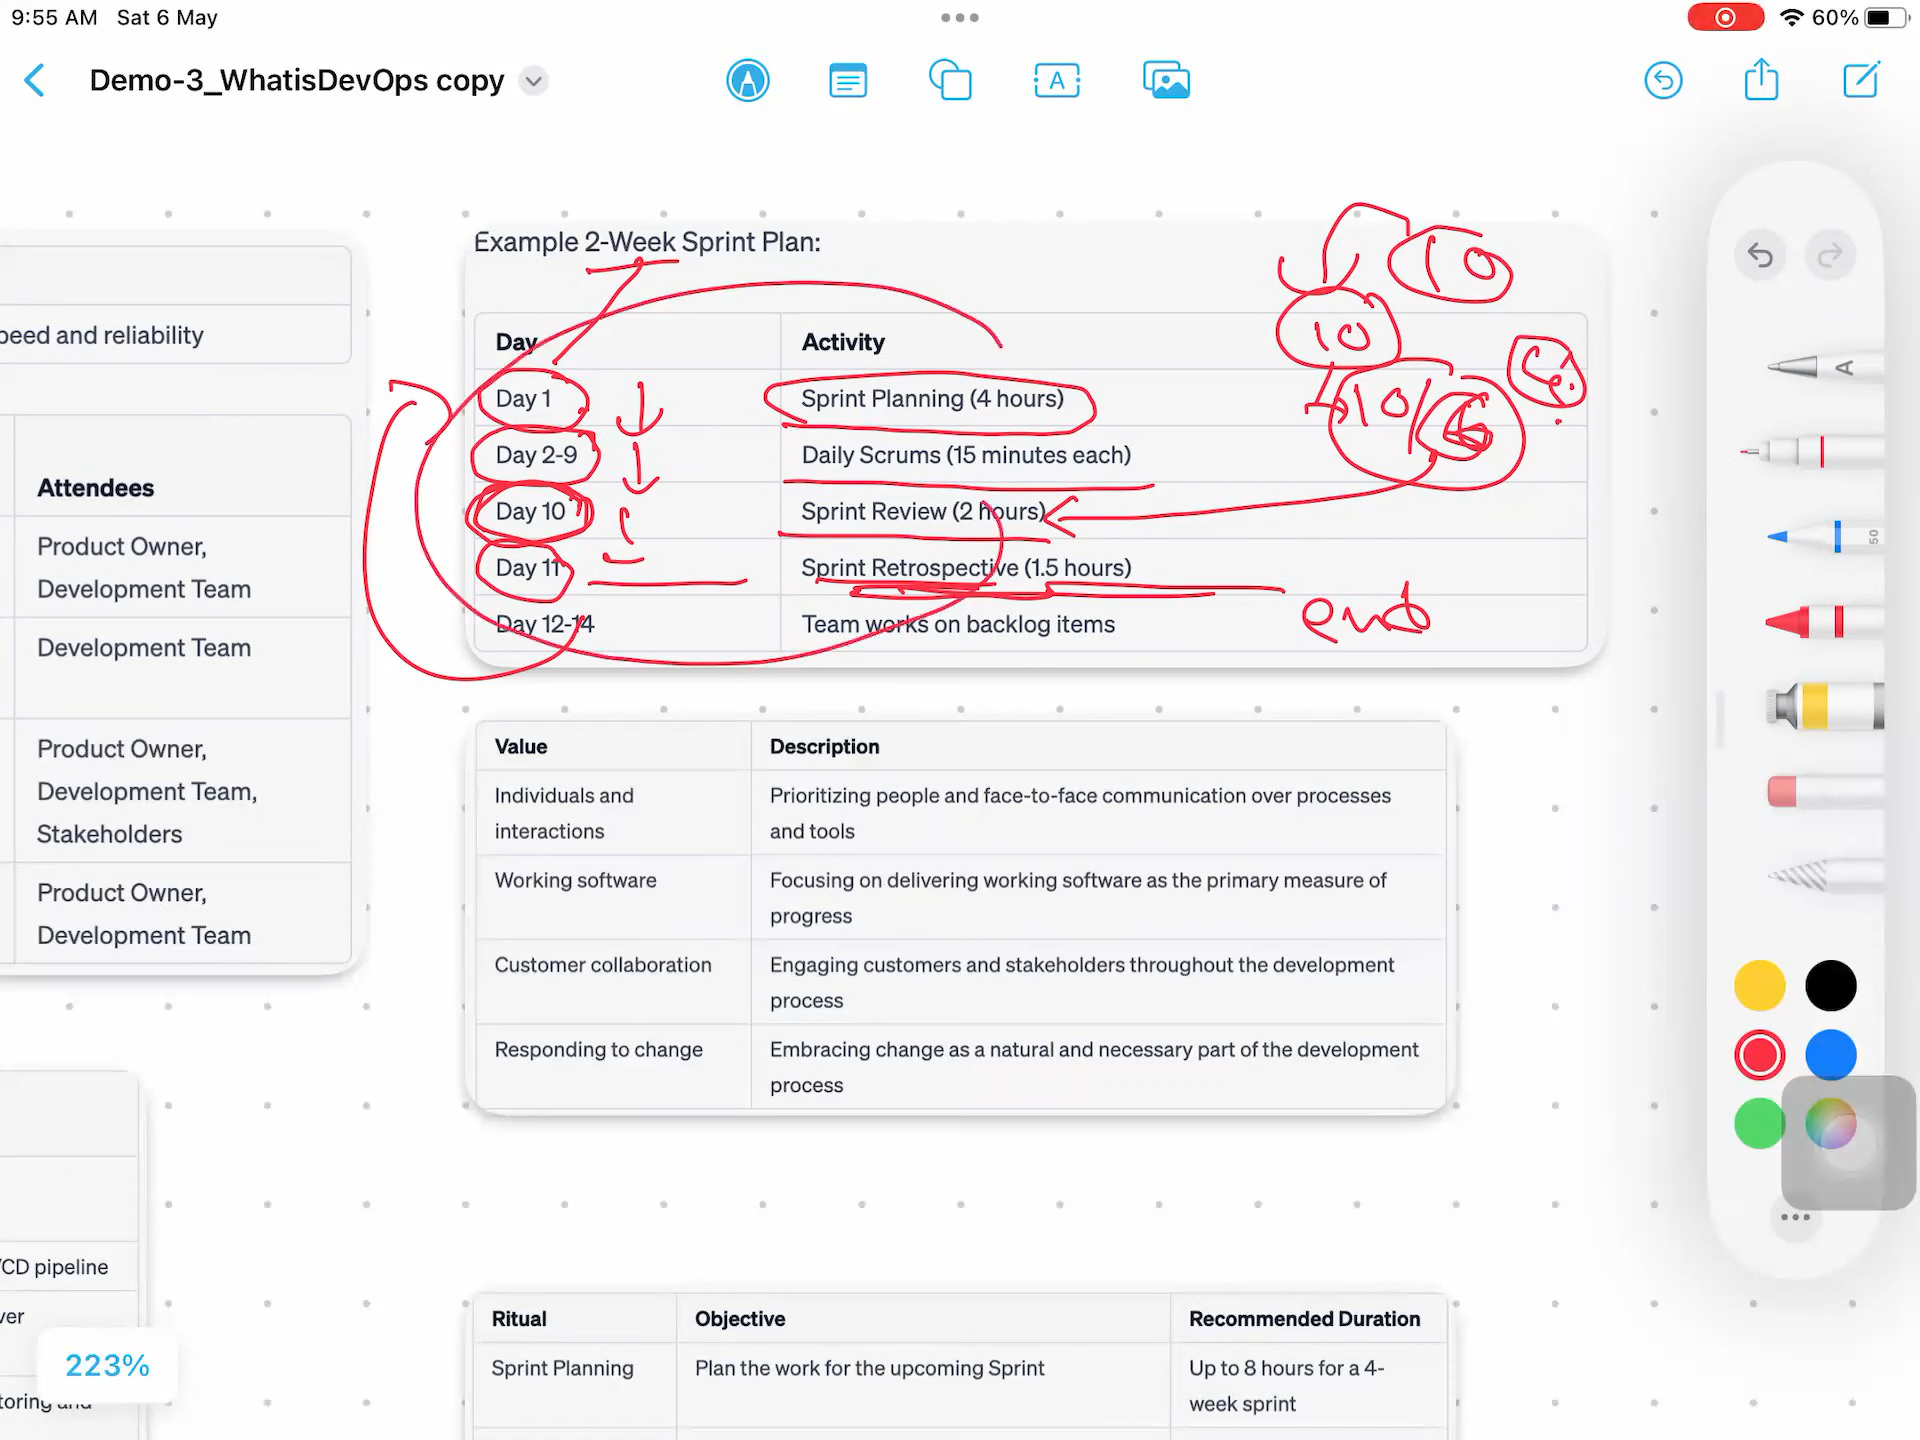 9:55 AM Sat 6 May
60%
Demo-3_WhatisDevOps copy
A
Example 2-Week Sprint Plan:
10
10
10/6
Day Activity
Day 1 Sprint Planning (4 hours)
Day 2-9 Daily Scrums (15 minutes each)
Day 10 Sprint Review (2 hours)
Day 11 Sprint Retrospective (1.5 hours)
Day 12-14 Team works on backlog items
end
peed and reliability
Attendees
Product Owner,
Development Team
Development Team
Product Owner,
Development Team,
Stakeholders
Product Owner,
Development Team
Value Description
Individuals and
interactions
Prioritizing people and face-to-face communication over processes
and tools
Working software
Focusing on delivering working software as the primary measure of
progress
Customer collaboration
Engaging customers and stakeholders throughout the development
process
Responding to change
Embracing change as a natural and necessary part of the development
process
/CD pipeline
ver
toring and
223%
Ritual Objective Recommended Duration
Sprint Planning Plan the work for the upcoming Sprint
Up to 8 hours for a 4-
week sprint
A
50